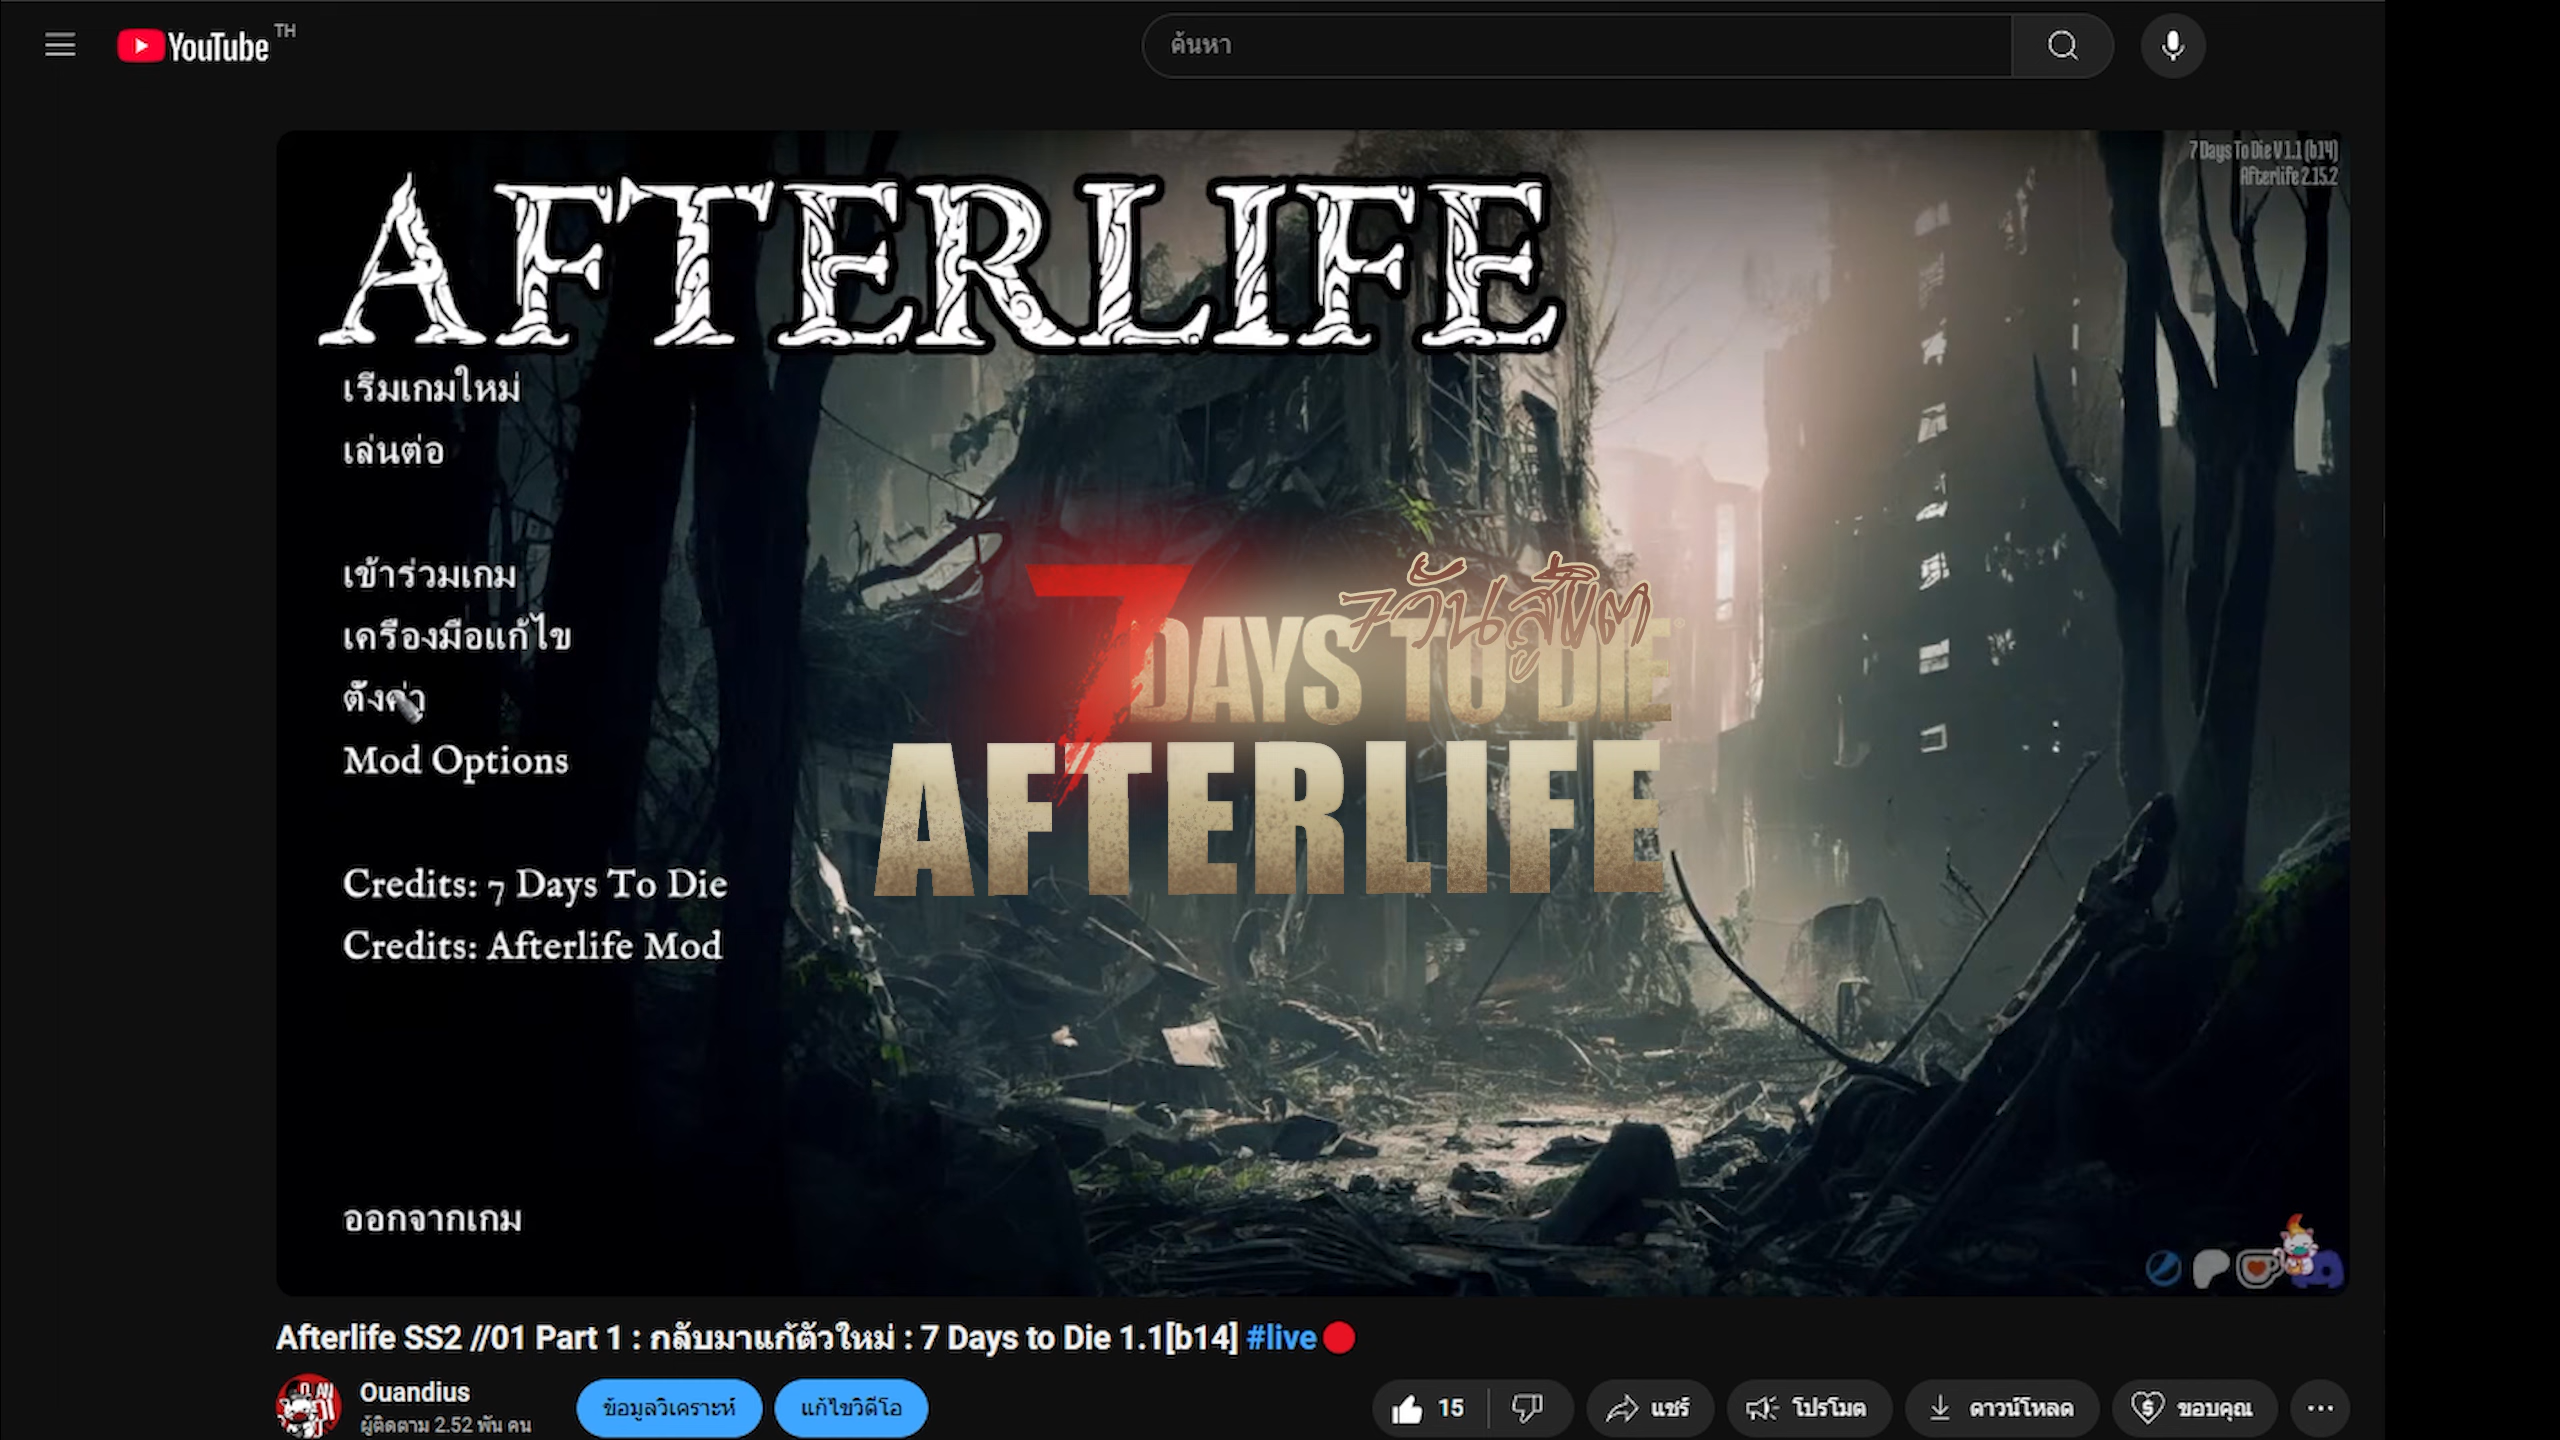 YouTube TH
ค้นหา
7 Days To Die V 1.1 (b14)
Afterlife 2.15.2
AFTERLIFE
เริ่มเกมใหม่
เล่นต่อ
เข้าร่วมเกม
เครื่องมือแก้ไข
ตั้งค่า
Mod Options
Credits: 7 Days To Die
Credits: Afterlife Mod
ออกจากเกม
7 วันสู้ชีต
7 DAYS TO DIE
AFTERLIFE
Afterlife SS2 //01 Part 1 : กลับมาแก้ตัวใหม่ : 7 Days to Die 1.1[b14] #live
Ouandius
ผู้ติดตาม 2.52 พัน คน
ข้อมูลวิเคราะห์
แก้ไขวิดีโอ
15
แชร์
โปรโมต
ดาวน์โหลด
ขอบคุณ